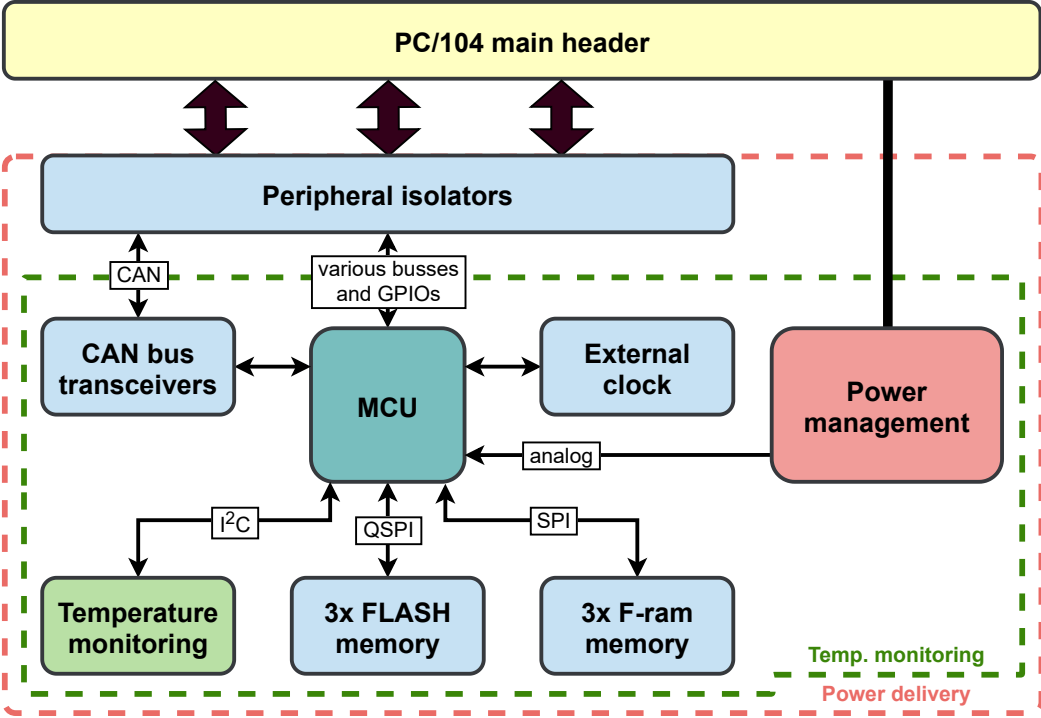 PC/104 main header
Peripheral isolators
CAN
various busses
and GPIOs
CAN bus
transceivers
MCU
External
clock
Power
management
analog
I²C
QSPI
SPI
Temperature
monitoring
3x FLASH
memory
3x F-ram
memory
Temp. monitoring
Power delivery